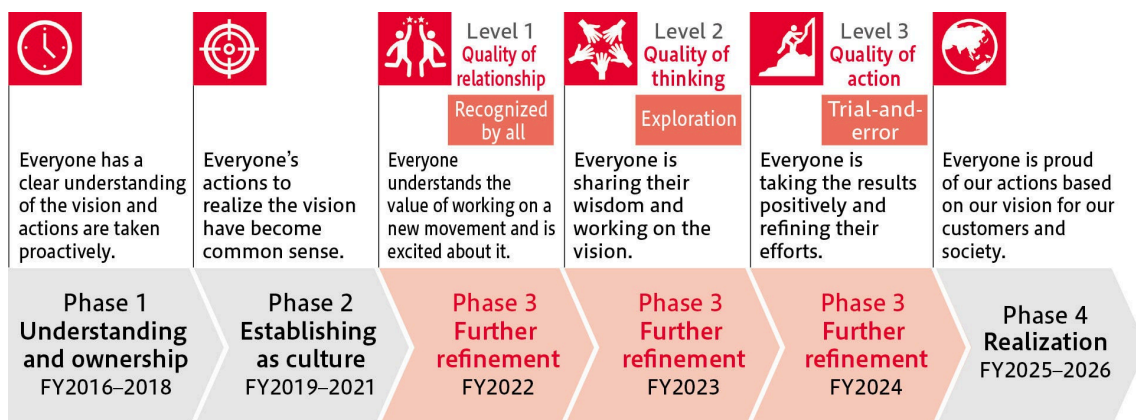 Everyone has a
clear understanding
of the vision and
actions are taken
proactively.
Phase 1
Understanding
and ownership
FY2016–2018
Everyone’s
actions to
realize the vision
have become
common sense.
Phase 2
Establishing
as culture
FY2019–2021
Level 1
Quality of
relationship
Recognized
by all
Everyone
understands the
value of working on a
new movement and is
excited about it.
Phase 3
Further
refinement
FY2022
Level 2
Quality of
thinking
Exploration
Everyone is
sharing their
wisdom and
working on the
vision.
Phase 3
Further
refinement
FY2023
Level 3
Quality of
action
Trial-and-
error
Everyone is
taking the results
positively and
refining their
efforts.
Phase 3
Further
refinement
FY2024
Everyone is proud
of our actions based
on our vision for our
customers and
society.
Phase 4
Realization
FY2025–2026